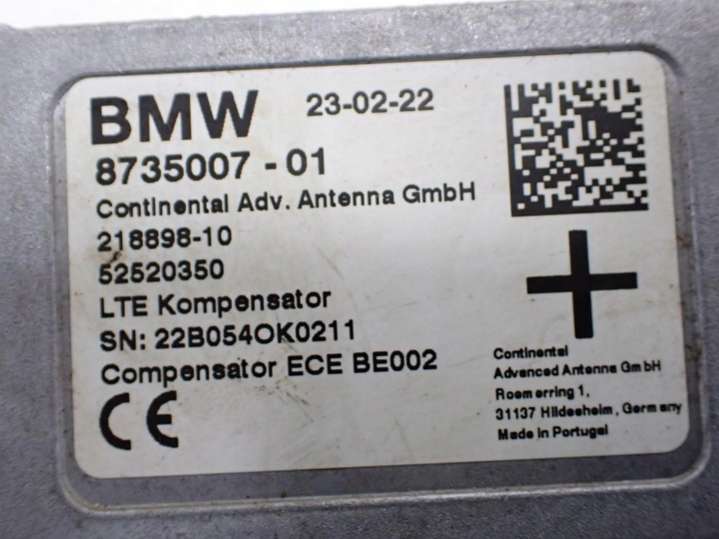 BMW 23-02-22
8735007-01
Continental Adv. Antenna GmbH
218898-10
52520350
LTE Kompensator
SN: 22B054OK0211
Compensator ECE BE002
CE
Continental
Advanced Antenna GmbH
Roemerring 1,
31137 Hildesheim, Germany
Made in Portugal